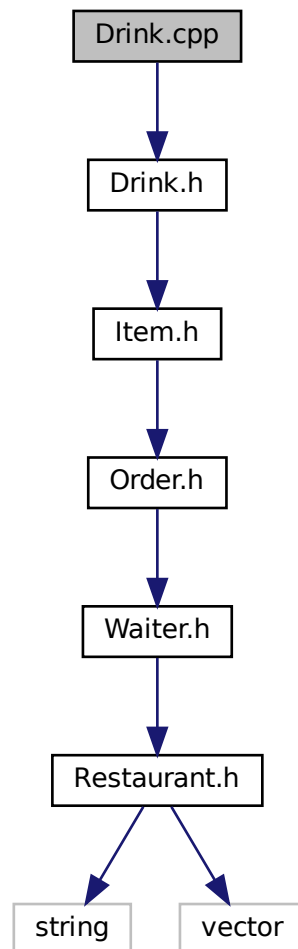 Drink.cpp
Drink.h
Item.h
Order.h
Waiter.h
Restaurant.h
string
vector